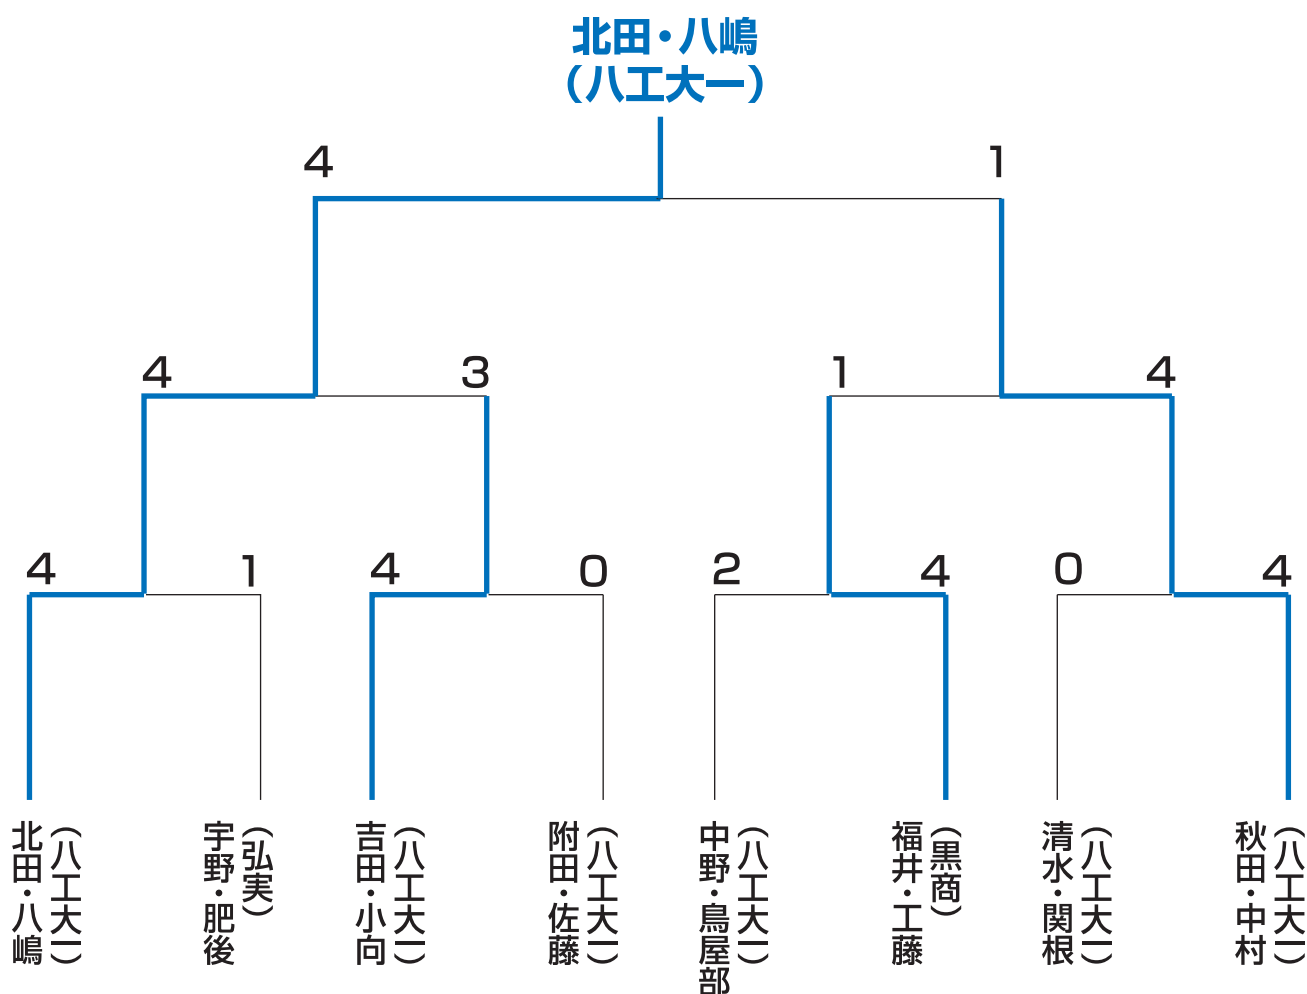 北田・八嶋
（八工大一）
4
1
4
3
1
4
4
1
4
0
2
4
0
4
北田・八嶋
（八工大一）
宇野・肥後
（弘実）
吉田・小向
（八工大一）
附田・佐藤
（八工大一）
中野・鳥屋部
（八工大一）
福井・工藤
（黒商）
清水・関根
（八工大一）
秋田・中村
（八工大一）